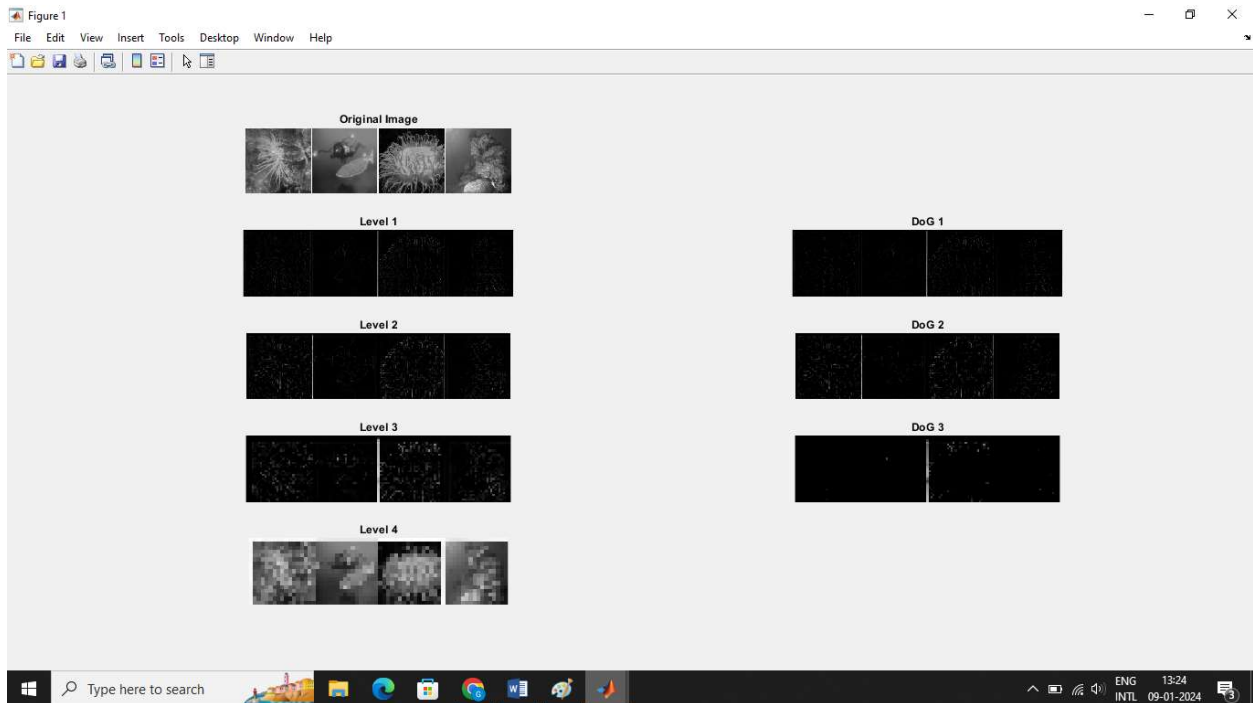 Figure 1
File Edit View Insert Tools Desktop Window Help
Original Image
Level 1
DoG 1
Level 2
DoG 2
Level 3
DoG 3
Level 4
Type here to search
ENG 13:24
INTL 09-01-2024
3